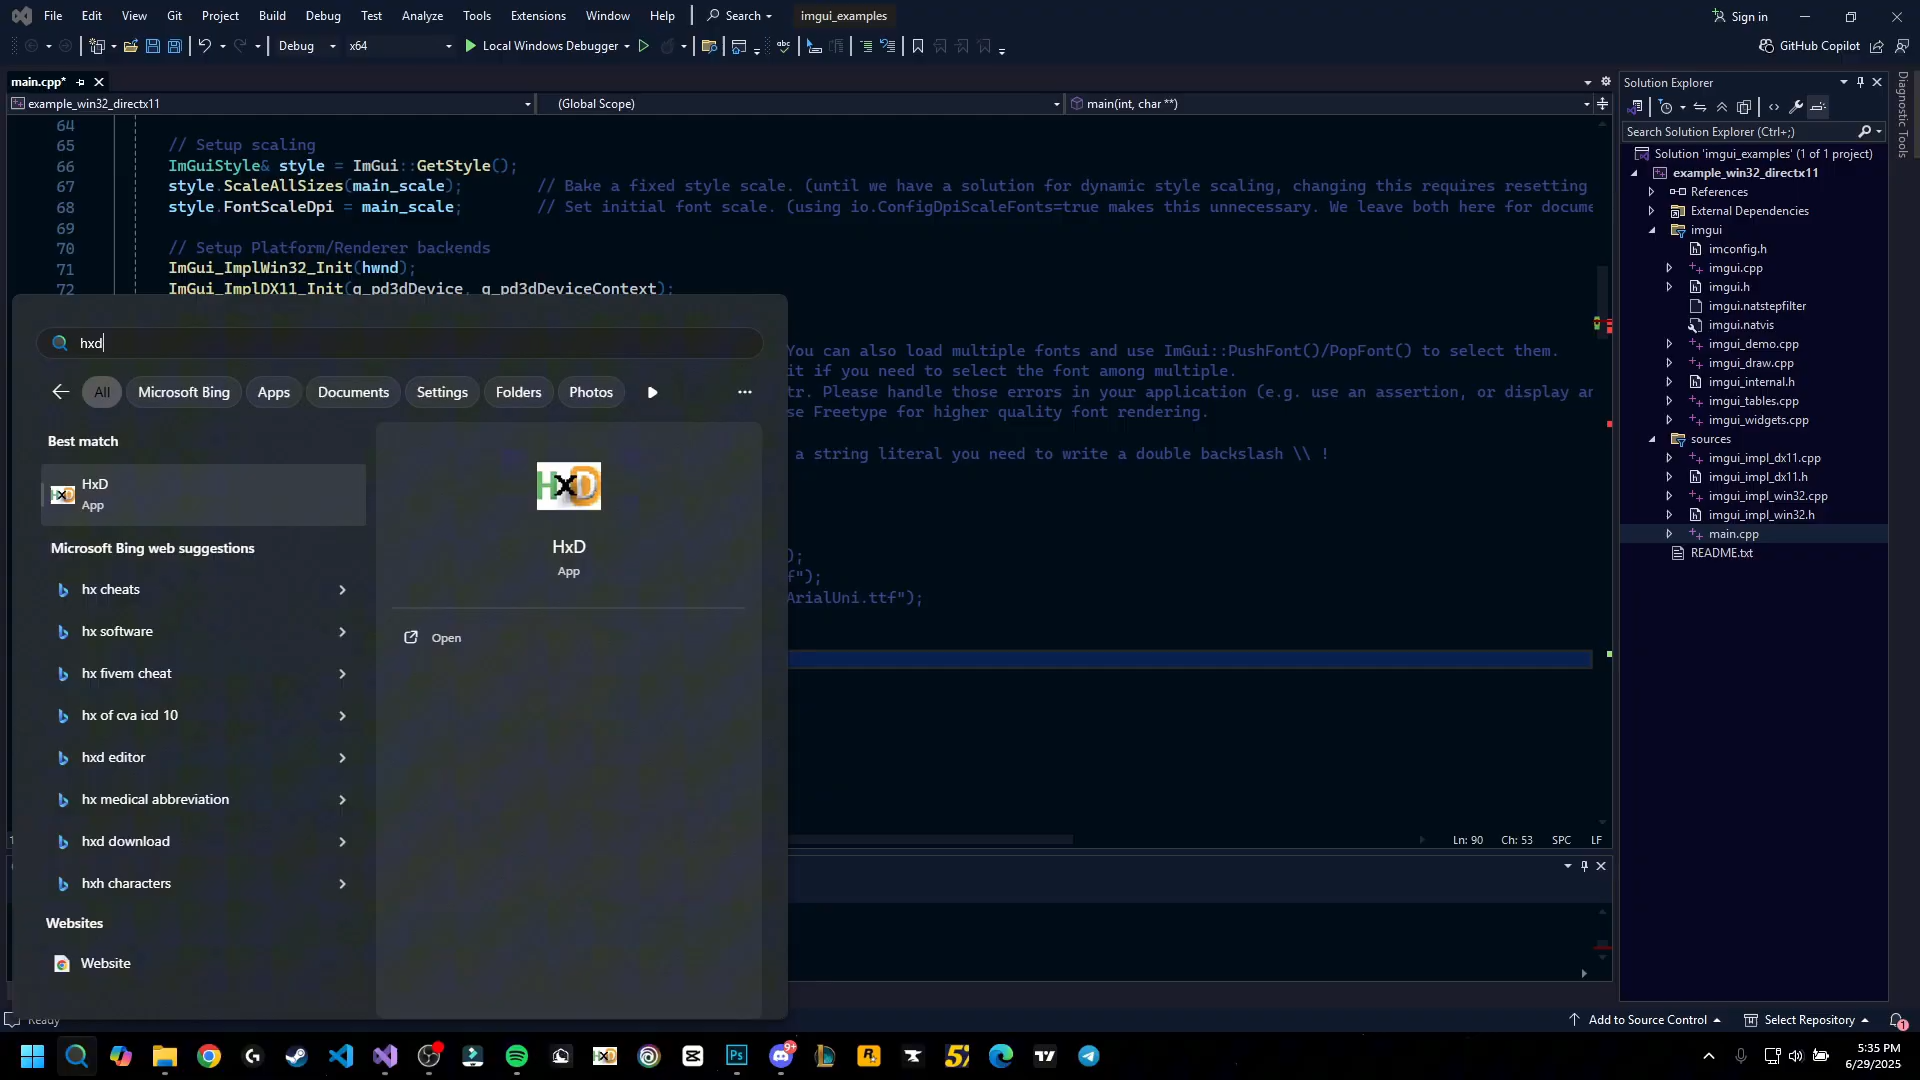 File Edit View Git Project Build Debug Test Analyze Tools Extensions Window Help Search imgui_examples Sign in
Debug x64 Local Windows Debugger GitHub Copilot
main.cpp*
example_win32_directx11 (Global Scope) main(int, char **)
64
65 // Setup scaling
66 ImGuiStyle& style = ImGui::GetStyle();
67 style.ScaleAllSizes(main_scale); // Bake a fixed style scale. (until we have a solution for dynamic style scaling, changing this requires resetting
68 style.FontScaleDpi = main_scale; // Set initial font scale. (using io.ConfigDpiScaleFonts=true makes this unnecessary. We leave both here for docume
69
70 // Setup Platform/Renderer backends
71 ImGui_ImplWin32_Init(hwnd);
72 ImGui_ImplDX11_Init(g_pd3dDevice, g_pd3dDeviceContext);
You can also load multiple fonts and use ImGui::PushFont()/PopFont() to select them.
it if you need to select the font among multiple.
tr. Please handle those errors in your application (e.g. use an assertion, or display an
se Freetype for higher quality font rendering.
a string literal you need to write a double backslash \\ !
);
f");
ArialUni.ttf");
Ln: 90 Ch: 53 SPC LF
hxd
All Microsoft Bing Apps Documents Settings Folders Photos
Best match
HxD
App
Microsoft Bing web suggestions
hx cheats
hx software
hx fivem cheat
hx of cva icd 10
hxd editor
hx medical abbreviation
hxd download
hxh characters
Websites
Website
HxD
HxD
App
Open
Solution Explorer
Search Solution Explorer (Ctrl+;)
Solution 'imgui_examples' (1 of 1 project)
example_win32_directx11
References
External Dependencies
imgui
imconfig.h
imgui.cpp
imgui.h
imgui.natstepfilter
imgui.natvis
imgui_demo.cpp
imgui_draw.cpp
imgui_internal.h
imgui_tables.cpp
imgui_widgets.cpp
sources
imgui_impl_dx11.cpp
imgui_impl_dx11.h
imgui_impl_win32.cpp
imgui_impl_win32.h
main.cpp
README.txt
Diagnostic Tools
Ready Add to Source Control Select Repository 1
5:35 PM
6/29/2025